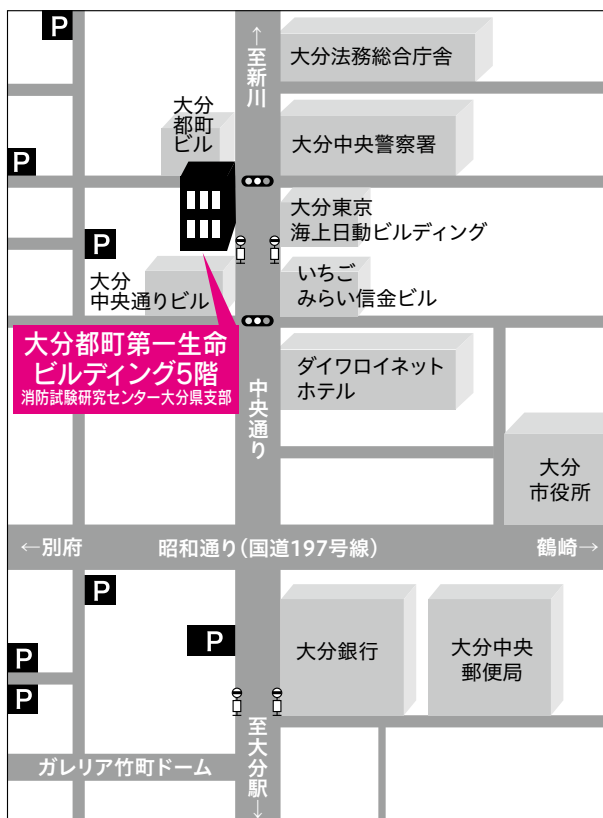 P
↑至新川
大分法務総合庁舎
大分
都町
ビル
大分中央警察署
P
大分東京
海上日動ビルディング
P
大分
中央通りビル
いちご
みらい信金ビル
大分都町第一生命
ビルディング5階
消防試験研究センター大分県支部
中央通り
ダイワロイネット
ホテル
大分
市役所
←別府
昭和通り(国道197号線)
鶴崎→
P
P
大分銀行
大分中央
郵便局
P
P
至大分駅↓
ガレリア竹町ドーム